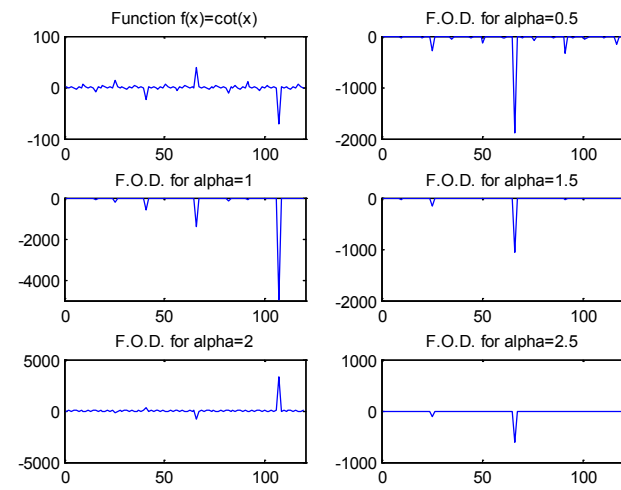 Function f(x)=cot(x)
100
0
-100
0 50 100
F.O.D. for alpha=0.5
0
-1000
-2000
0 50 100
F.O.D. for alpha=1
0
-2000
-4000
0 50 100
F.O.D. for alpha=1.5
0
-1000
-2000
0 50 100
F.O.D. for alpha=2
5000
0
-5000
0 50 100
F.O.D. for alpha=2.5
1000
0
-1000
0 50 100